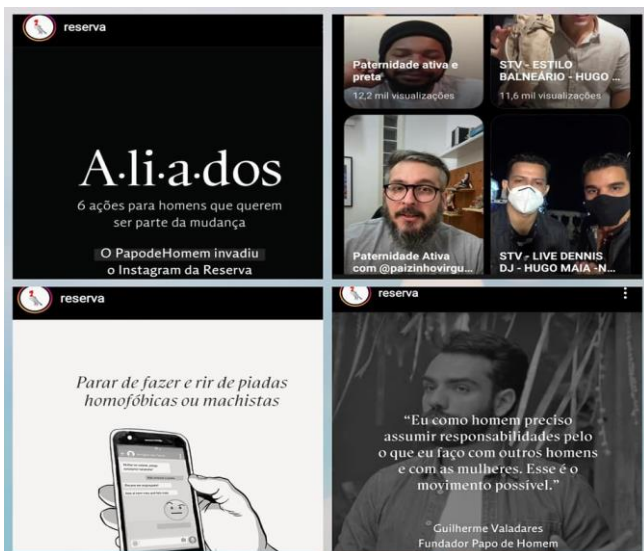 reserva
A·li·a·dos
6 ações para homens que querem
ser parte da mudança
O PapodeHomem invadiu
o Instagram da Reserva
Paternidade ativa e
preta
12,2 mil visualizações
STV - ESTILO
BALNEÁRIO - HUGO ...
11,6 mil visualizações
Paternidade Ativa
com @paizinhovirgu...
STV - LIVE DENNIS
DJ - HUGO MAIA -N...
reserva
Parar de fazer e rir de piadas
homofóbicas ou machistas
reserva
“Eu como homem preciso
assumir responsabilidades pelo
o que eu faço com outros homens
e com as mulheres. Esse é o
movimento possível.”
Guilherme Valadares
Fundador Papo de Homem